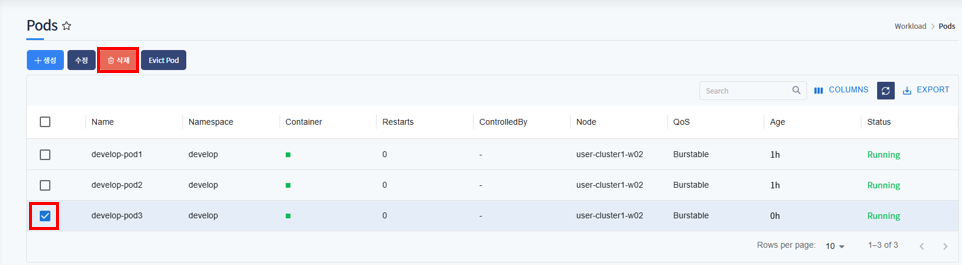 Pods
Workload > Pods
+ 생성 수정 삭제 Evict Pod
Search COLUMNS EXPORT
Name Namespace Container Restarts ControlledBy Node QoS Age Status
develop-pod1 develop 0 - user-cluster1-w02 Burstable 1h Running
develop-pod2 develop 0 - user-cluster1-w02 Burstable 1h Running
develop-pod3 develop 0 - user-cluster1-w02 Burstable 0h Running
Rows per page: 10 1–3 of 3